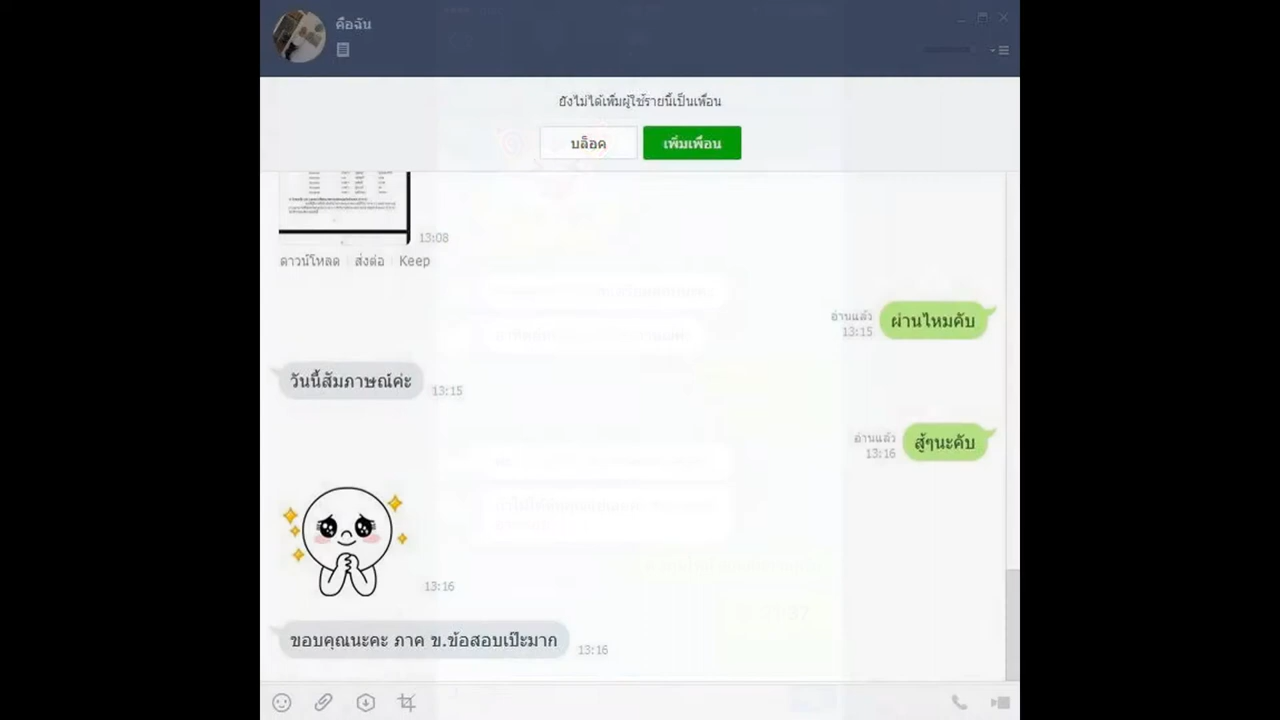 คือฉัน
ยังไม่ได้เพิ่มผู้ใช้รายนี้เป็นเพื่อน
บล็อค
เพิ่มเพื่อน
13:08
ดาวน์โหลด ส่งต่อ Keep
อ่านแล้ว
13:15
ผ่านไหมคับ
วันนี้สัมภาษณ์ค่ะ
13:15
อ่านแล้ว
13:16
สู้ๆนะคับ
13:16
ขอบคุณนะคะ ภาค ข.ข้อสอบเป๊ะมาก
13:16